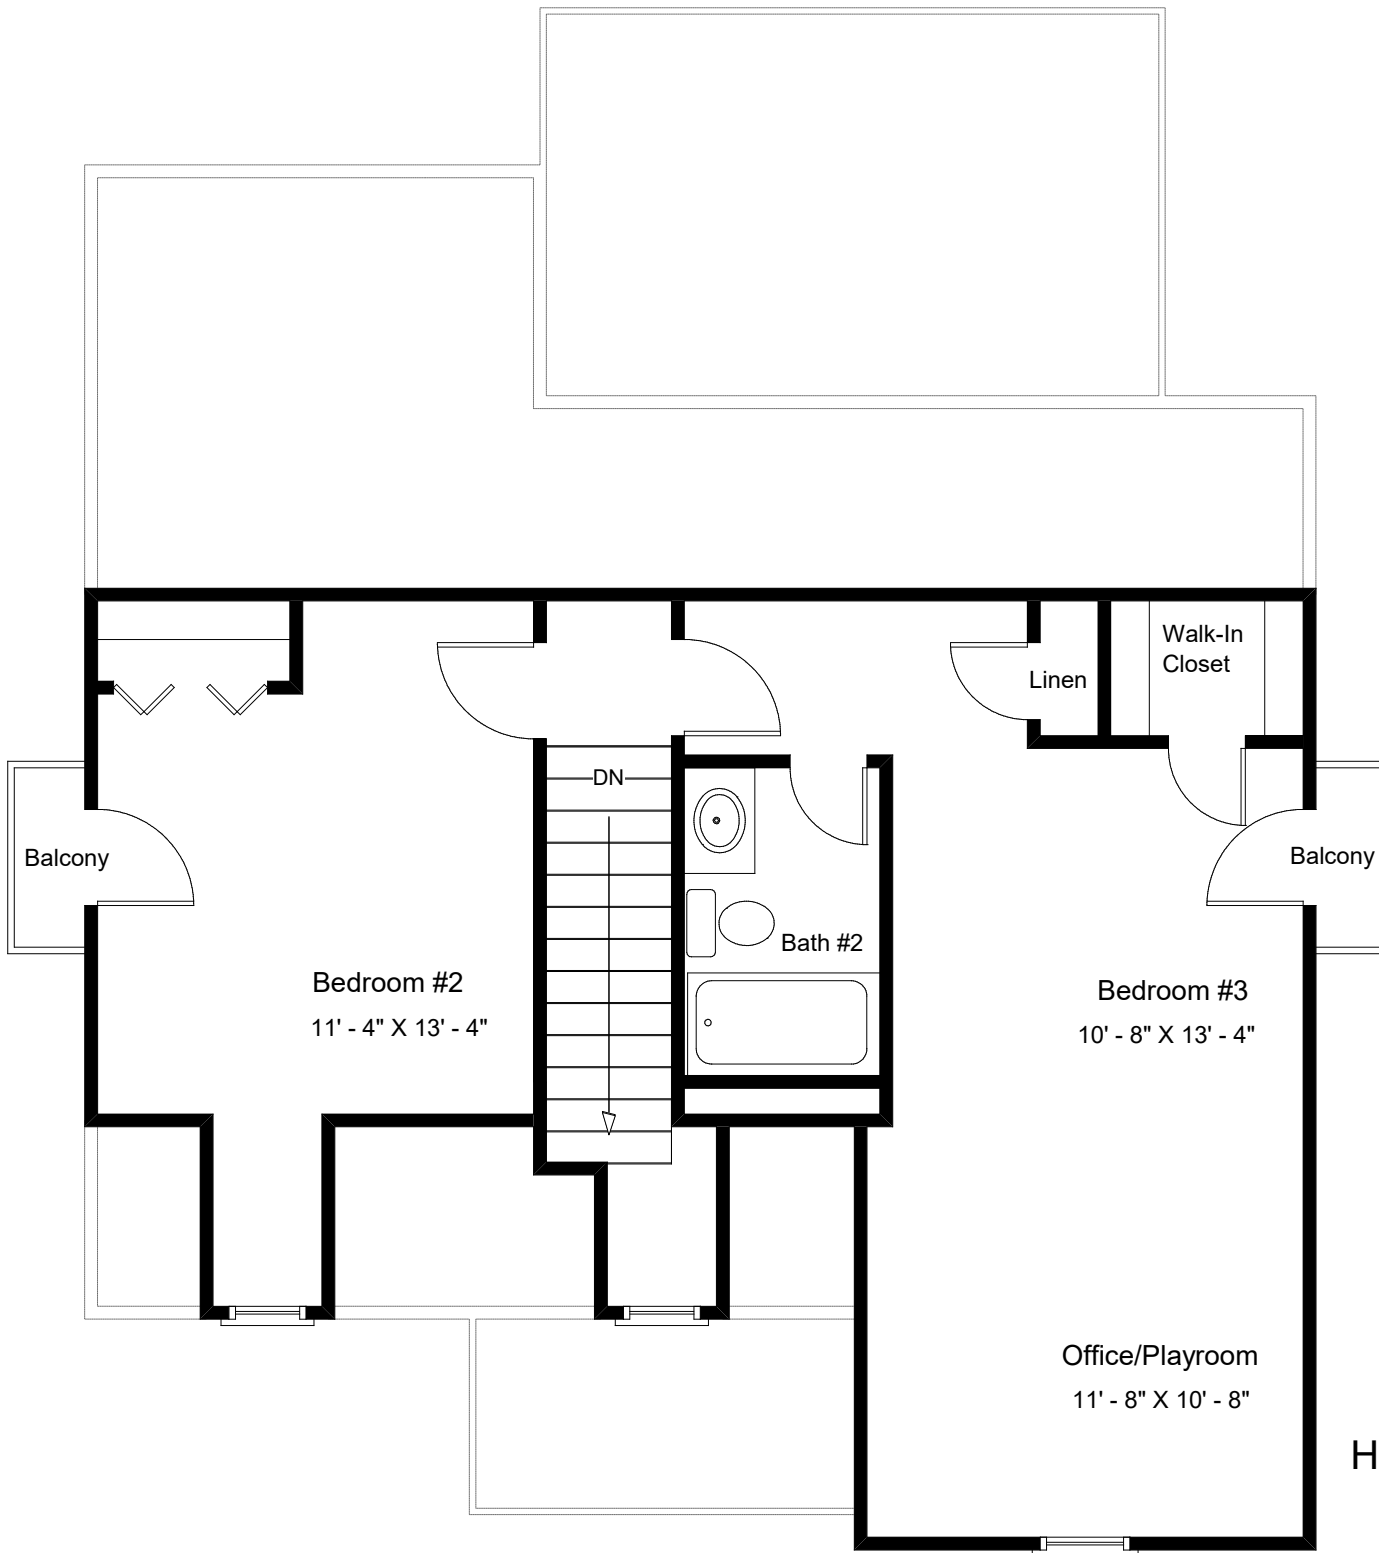 Walk-In
Closet
Linen
DN
Balcony
Balcony
Bath #2
Bedroom #2
11' - 4" X 13' - 4"
Bedroom #3
10' - 8" X 13' - 4"
Office/Playroom
11' - 8" X 10' - 8"
H